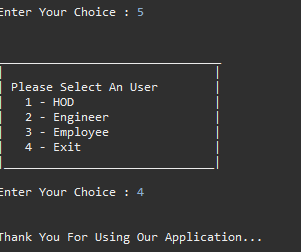 Enter Your Choice : 5
Please Select An User
1 - HOD
2 - Engineer
3 - Employee
4 - Exit
Enter Your Choice : 4
Thank You For Using Our Application...